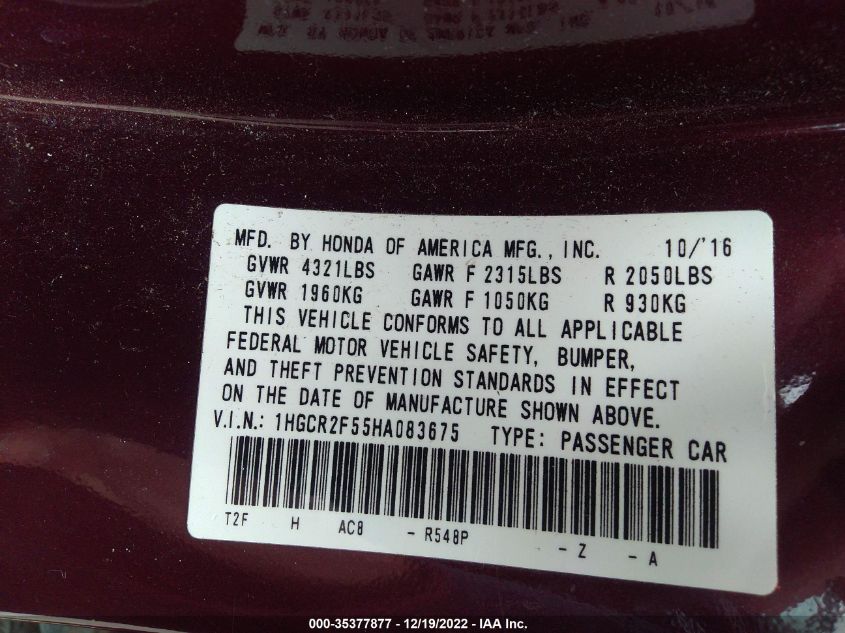 MFD. BY HONDA OF AMERICA MFG., INC. 10/'16
GVWR 4321LBS GAWR F 2315LBS R 2050LBS
GVWR 1960KG GAWR F 1050KG R 930KG
THIS VEHICLE CONFORMS TO ALL APPLICABLE
FEDERAL MOTOR VEHICLE SAFETY, BUMPER,
AND THEFT PREVENTION STANDARDS IN EFFECT
ON THE DATE OF MANUFACTURE SHOWN ABOVE.
V.I.N.: 1HGCR2F55HA083675 TYPE: PASSENGER CAR
T2F H AC8 - R548P - Z - A
000-35377877 - 12/19/2022 - IAA Inc.